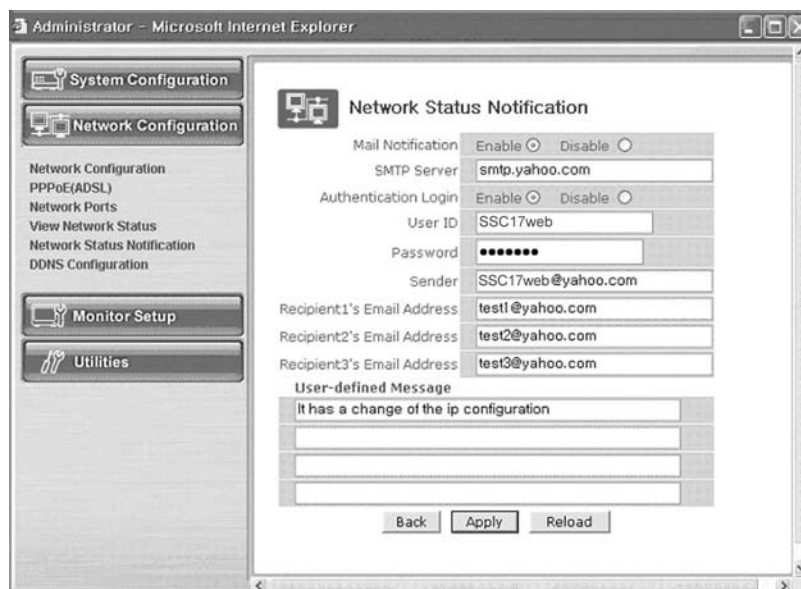 Administrator - Microsoft Internet Explorer
System Configuration
Network Configuration
Network Configuration
PPPoE(ADSL)
Network Ports
View Network Status
Network Status Notification
DDNS Configuration
Monitor Setup
Utilities
Network Status Notification
Mail Notification Enable Disable
SMTP Server smtp.yahoo.com
Authentication Login Enable Disable
User ID SSC17web
Password •••••••
Sender SSC17web@yahoo.com
Recipient1's Email Address test1@yahoo.com
Recipient2's Email Address test2@yahoo.com
Recipient3's Email Address test3@yahoo.com
User-defined Message
It has a change of the ip configuration
Back Apply Reload